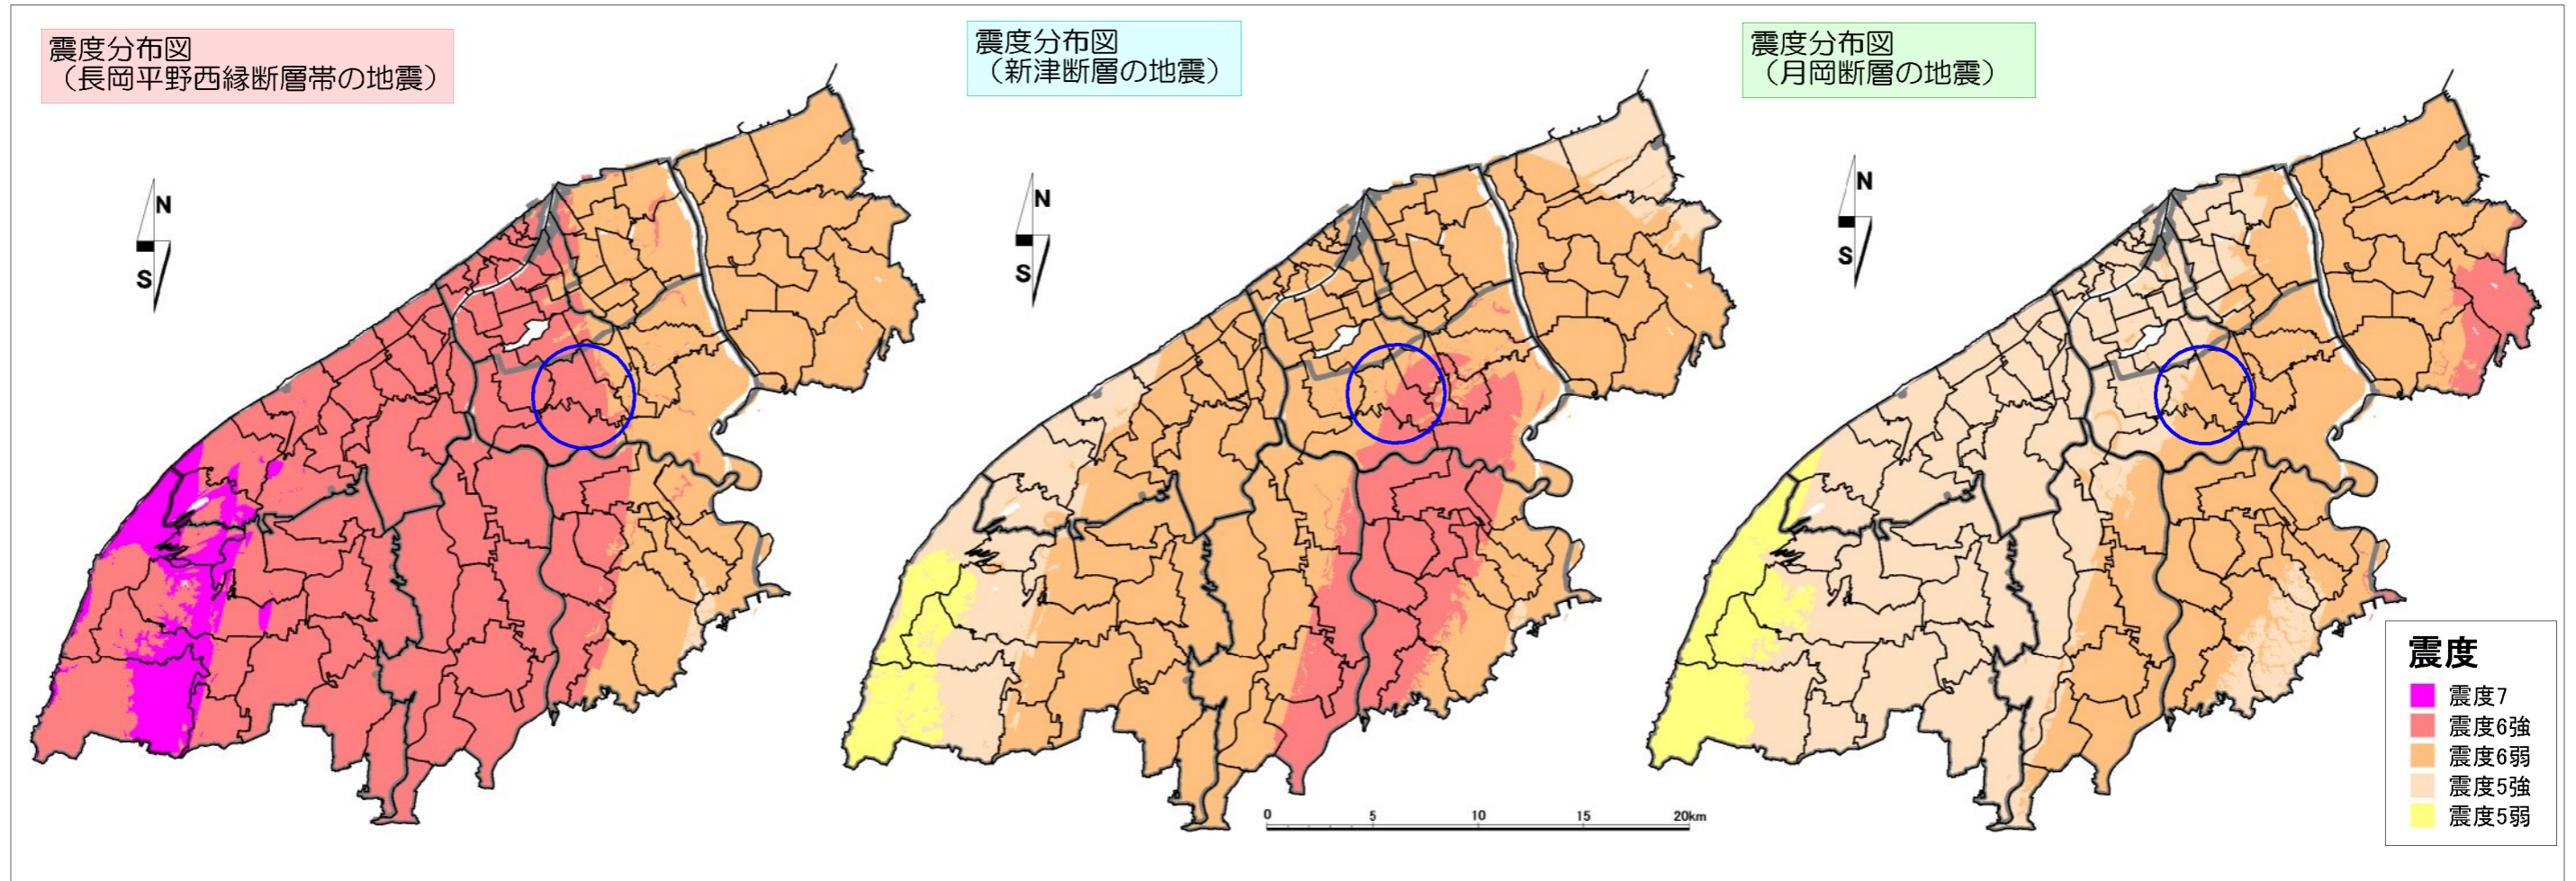 震度分布図
（長岡平野西縁断層帯の地震）
震度分布図
（新津断層の地震）
震度分布図
（月岡断層の地震）
N
S
N
S
N
S
0 5 10 15 20km
震度
震度7
震度6強
震度6弱
震度5強
震度5弱